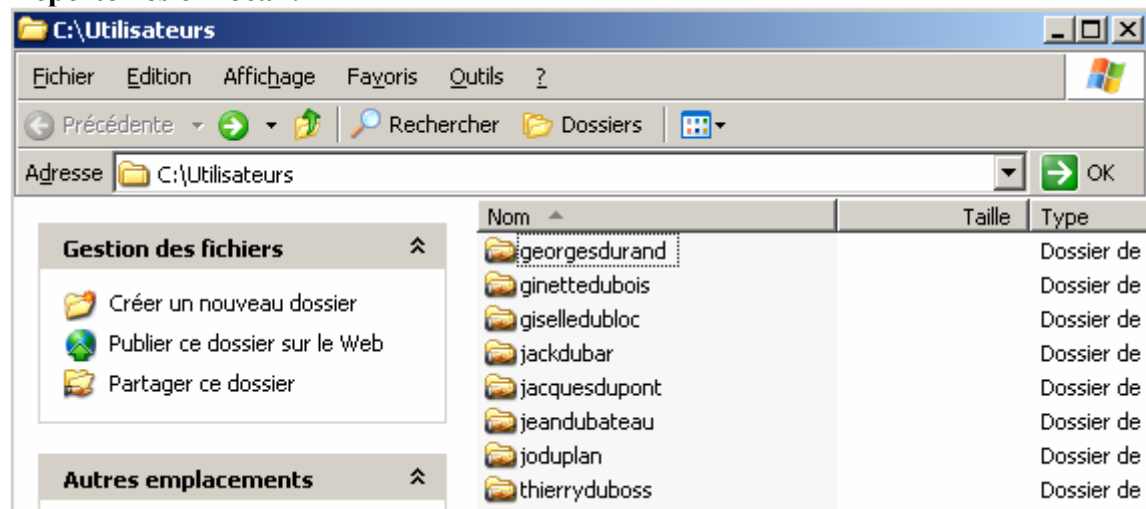 C:\Utilisateurs
Fichier Edition Affichage Favoris Outils ?
Précédente Rechercher Dossiers
Adresse C:\Utilisateurs OK
Nom Taille Type
Gestion des fichiers
Créer un nouveau dossier
Publier ce dossier sur le Web
Partager ce dossier
Autres emplacements
georgesdurand Dossier de
ginettedubois Dossier de
giselledubloc Dossier de
jackdubar Dossier de
jacquesdupont Dossier de
jeandubateau Dossier de
joduplan Dossier de
thierryduboss Dossier de